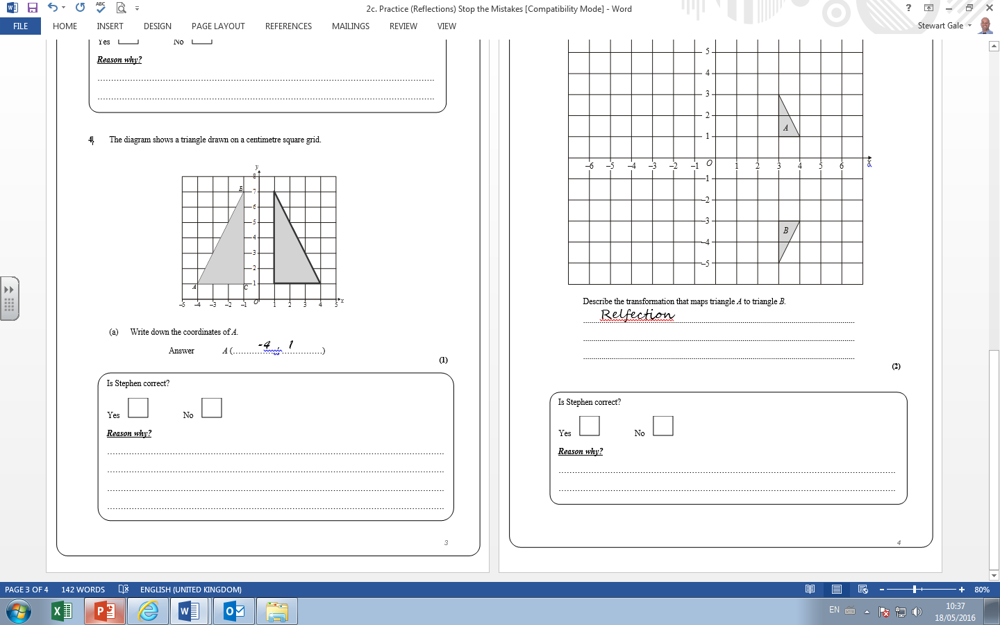 2c. Practice (Reflections) Stop the Mistakes [Compatibility Mode] - Word
FILE HOME INSERT DESIGN PAGE LAYOUT REFERENCES MAILINGS REVIEW VIEW
Stewart Gale
Yes No
Reason why?
4. The diagram shows a triangle drawn on a centimetre square grid.
y
8
B 7
6
5
4
3
2
A C 1
O x
–5 –4 –3 –2 –1 1 2 3 4 5
(a) Write down the coordinates of A.
Answer A (..........-4 , 1..........)
(1)
Is Stephen correct?
Yes No
Reason why?
3
5
4
3
2
A
1
O x
–6 –5 –4 –3 –2 –1 1 2 3 4 5 6
–1
–2
–3
B
–4
–5
Describe the transformation that maps triangle A to triangle B.
Relfection
(2)
Is Stephen correct?
Yes No
Reason why?
4
PAGE 3 OF 4 142 WORDS ENGLISH (UNITED KINGDOM) 80%
EN
10:37
18/05/2016